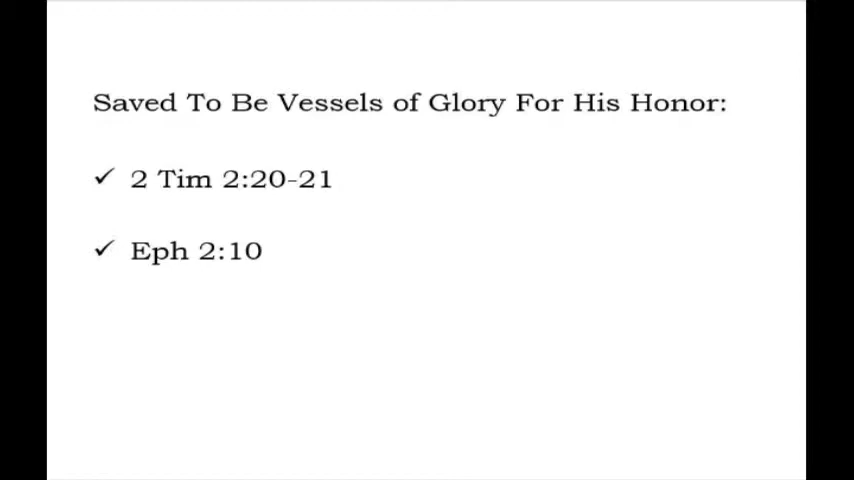 Saved To Be Vessels of Glory For His Honor:
✓ 2 Tim 2:20-21
✓ Eph 2:10